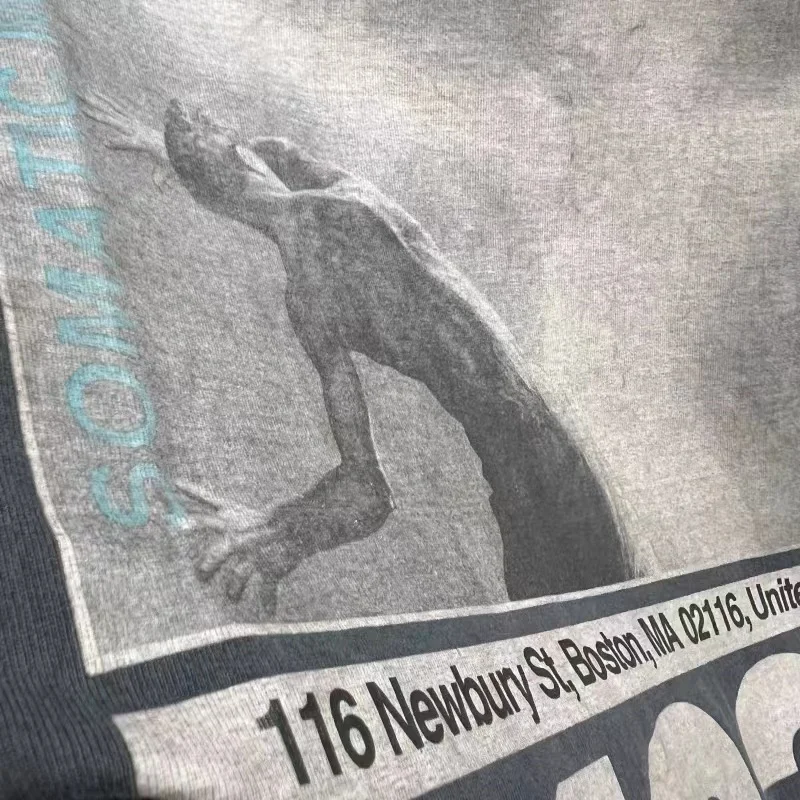 SOMATIC
116 Newbury St, Boston, MA 02116, Unite